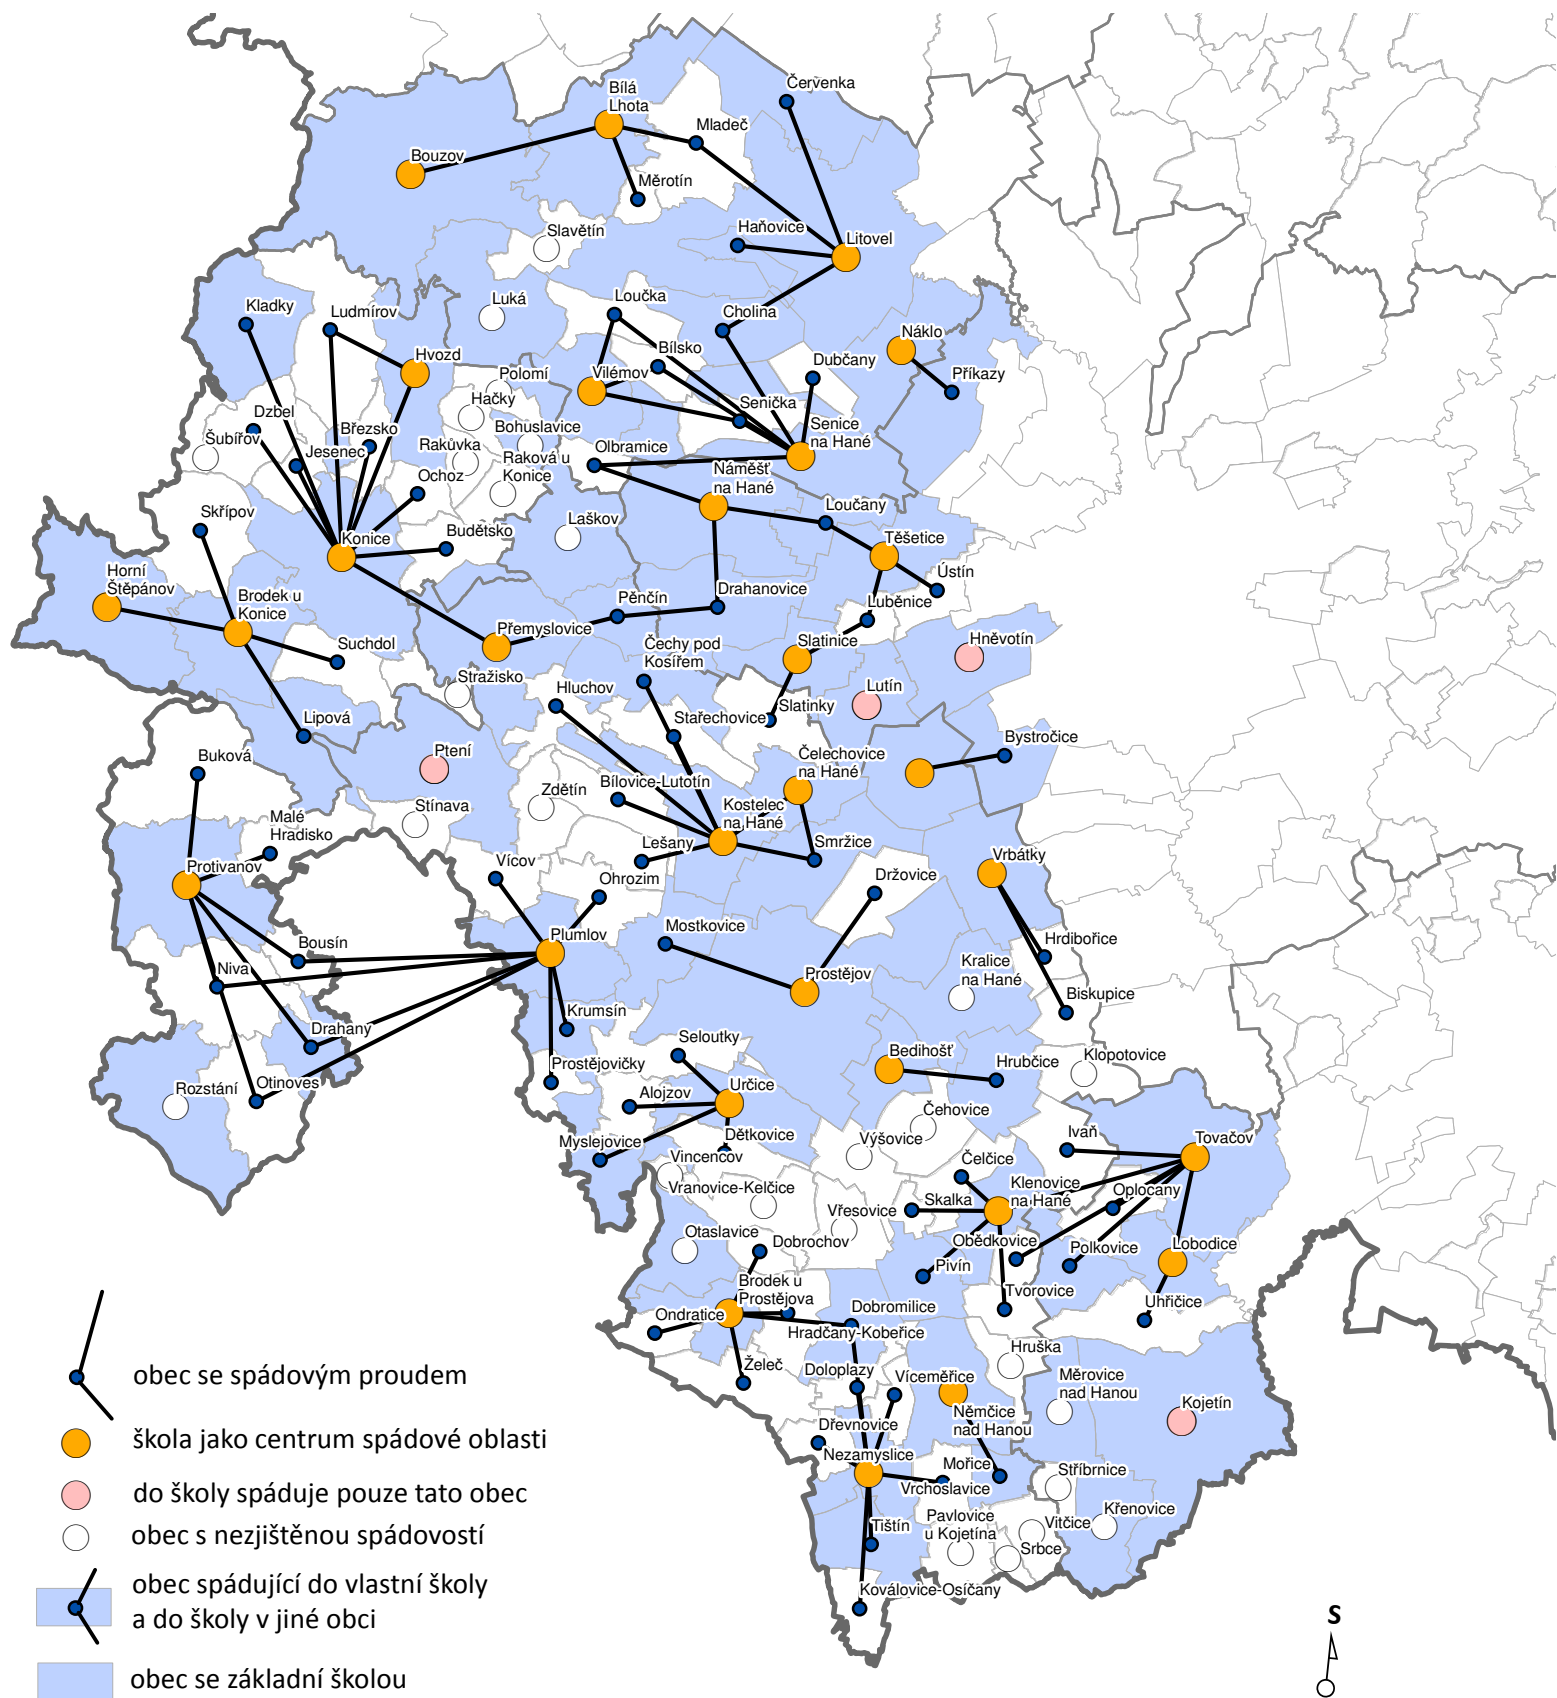 Červenka
Bílá
Lhota
Mladeč
Bouzov
Měrotín
Haňovice
Litovel
Slavětín
Kladky
Ludmírov
Luká
Loučka
Cholina
Náklo
Hvozd
Bílsko
Dubčany
Příkazy
Polomí
Vilémov
Hačky
Dzbel
Březsko
Bohuslavice
Senička
Senice
na Hané
Šubířov
Jesenec
Rakůvka
Olbramice
Raková u
Konice
Ochoz
Náměšť
na Hané
Skřípov
Konice
Budětsko
Laškov
Loučany
Těšetice
Horní
Štěpánov
Brodek u
Konice
Ústín
Pěnčín
Drahanovice
Luběnice
Suchdol
Přemyslovice
Čechy pod
Kosířem
Slatinice
Hněvotín
Stražisko
Lutín
Hluchov
Slatinky
Lipová
Stařechovice
Buková
Ptení
Čelechovice
na Hané
Bystročice
Bílovice-Lutotín
Zdětín
Stínava
Malé
Hradisko
Kostelec
na Hané
Smržice
Lešany
Protivanov
Vícov
Ohrozim
Vrbátky
Držovice
Mostkovice
Plumlov
Bousín
Niva
Hrdibořice
Kralice
na Hané
Prostějov
Biskupice
Krumsín
Drahany
Seloutky
Bedihošť
Hrubčice
Klopotovice
Prostějovičky
Rozstání
Otinoves
Určice
Alojzov
Čehovice
Myslejovice
Dětkovice
Výšovice
Ivaň
Tovačov
Vincencov
Čelčice
Klenovice
na Hané
Oplocany
Vranovice-Kelčice
Skalka
Vřesovice
Otaslavice
Dobrochov
Obědkovice
Polkovice
Lobodice
Pivín
Brodek u
Prostějova
Tvorovice
Uhřičice
Ondratice
Dobromilice
Hradčany-Kobeřice
Hruška
Želeč
Doloplazy
Víceměřice
Měrovice
nad Hanou
Kojetín
Němčice
nad Hanou
Dřevnovice
Nezamyslice
Mořice
Stříbrnice
Vrchoslavice
Křenovice
Pavlovice
u Kojetína
Vitčice
Tištín
Srbce
Koválovice-Osíčany
obec se spádovým proudem
škola jako centrum spádové oblasti
do školy spáduje pouze tato obec
obec s nezjištěnou spádovostí
obec spádující do vlastní školy
a do školy v jiné obci
obec se základní školou
S